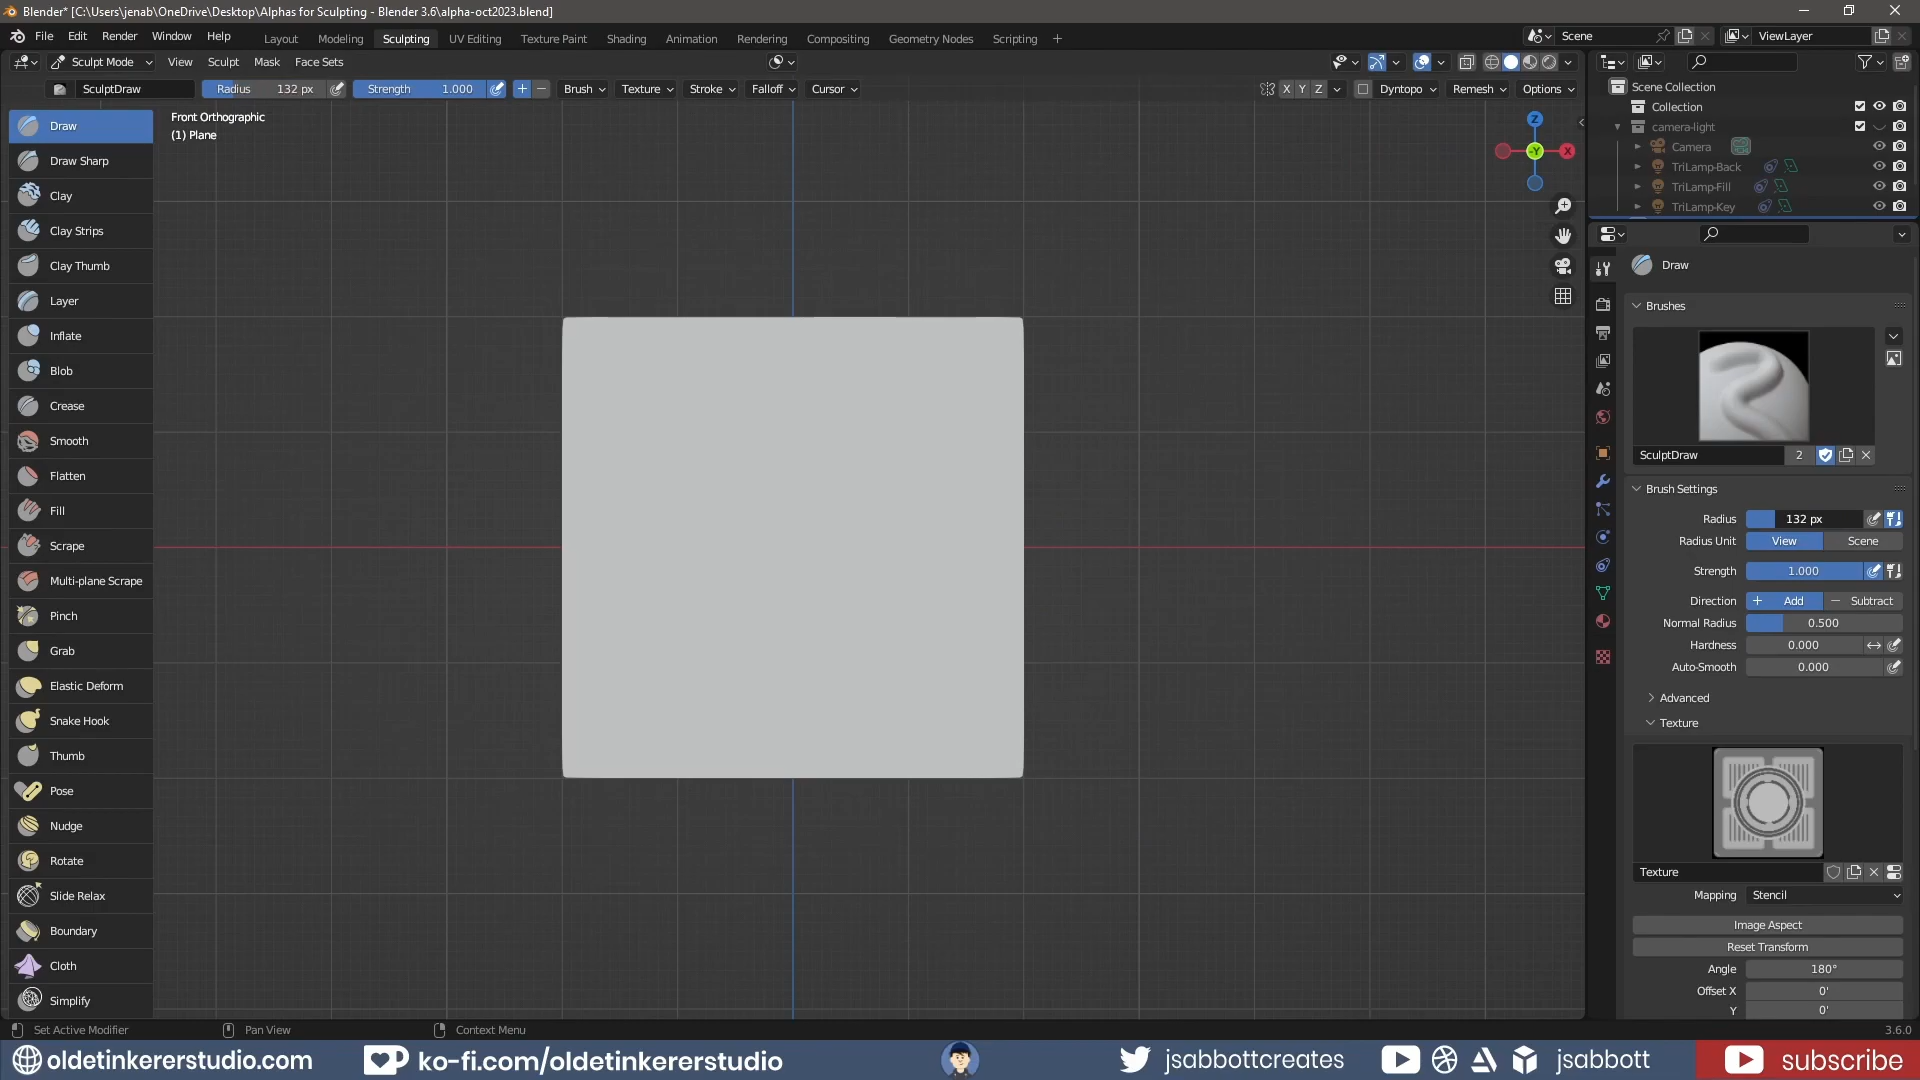 Blender* [C:\Users\jenab\OneDrive\Desktop\Alphas for Sculpting - Blender 3.6\alpha-oct2023.blend]
File Edit Render Window Help Layout Modeling Sculpting UV Editing Texture Paint Shading Animation Rendering Compositing Geometry Nodes Scripting + Scene ViewLayer
Sculpt Mode View Sculpt Mask Face Sets
SculptDraw Radius 132 px Strength 1.000 + − Brush Texture Stroke Falloff Cursor X Y Z Dyntopo Remesh Options
Front Orthographic
(1) Plane
Z
-Y
X
Draw
Draw Sharp
Clay
Clay Strips
Clay Thumb
Layer
Inflate
Blob
Crease
Smooth
Flatten
Fill
Scrape
Multi-plane Scrape
Pinch
Grab
Elastic Deform
Snake Hook
Thumb
Pose
Nudge
Rotate
Slide Relax
Boundary
Cloth
Simplify
Scene Collection
Collection
camera-light
Camera
TriLamp-Back
TriLamp-Fill
TriLamp-Key
Draw
Brushes
SculptDraw 2
Brush Settings
Radius 132 px
Radius Unit View Scene
Strength 1.000
Direction + Add − Subtract
Normal Radius 0.500
Hardness 0.000
Auto-Smooth 0.000
Advanced
Texture
Texture
Mapping Stencil
Image Aspect
Reset Transform
Angle 180°
Offset X 0'
Y 0'
Set Active Modifier Pan View Context Menu 3.6.0
oldetinkererstudio.com ko-fi.com/oldetinkererstudio jsabbottcreates jsabbott subscribe